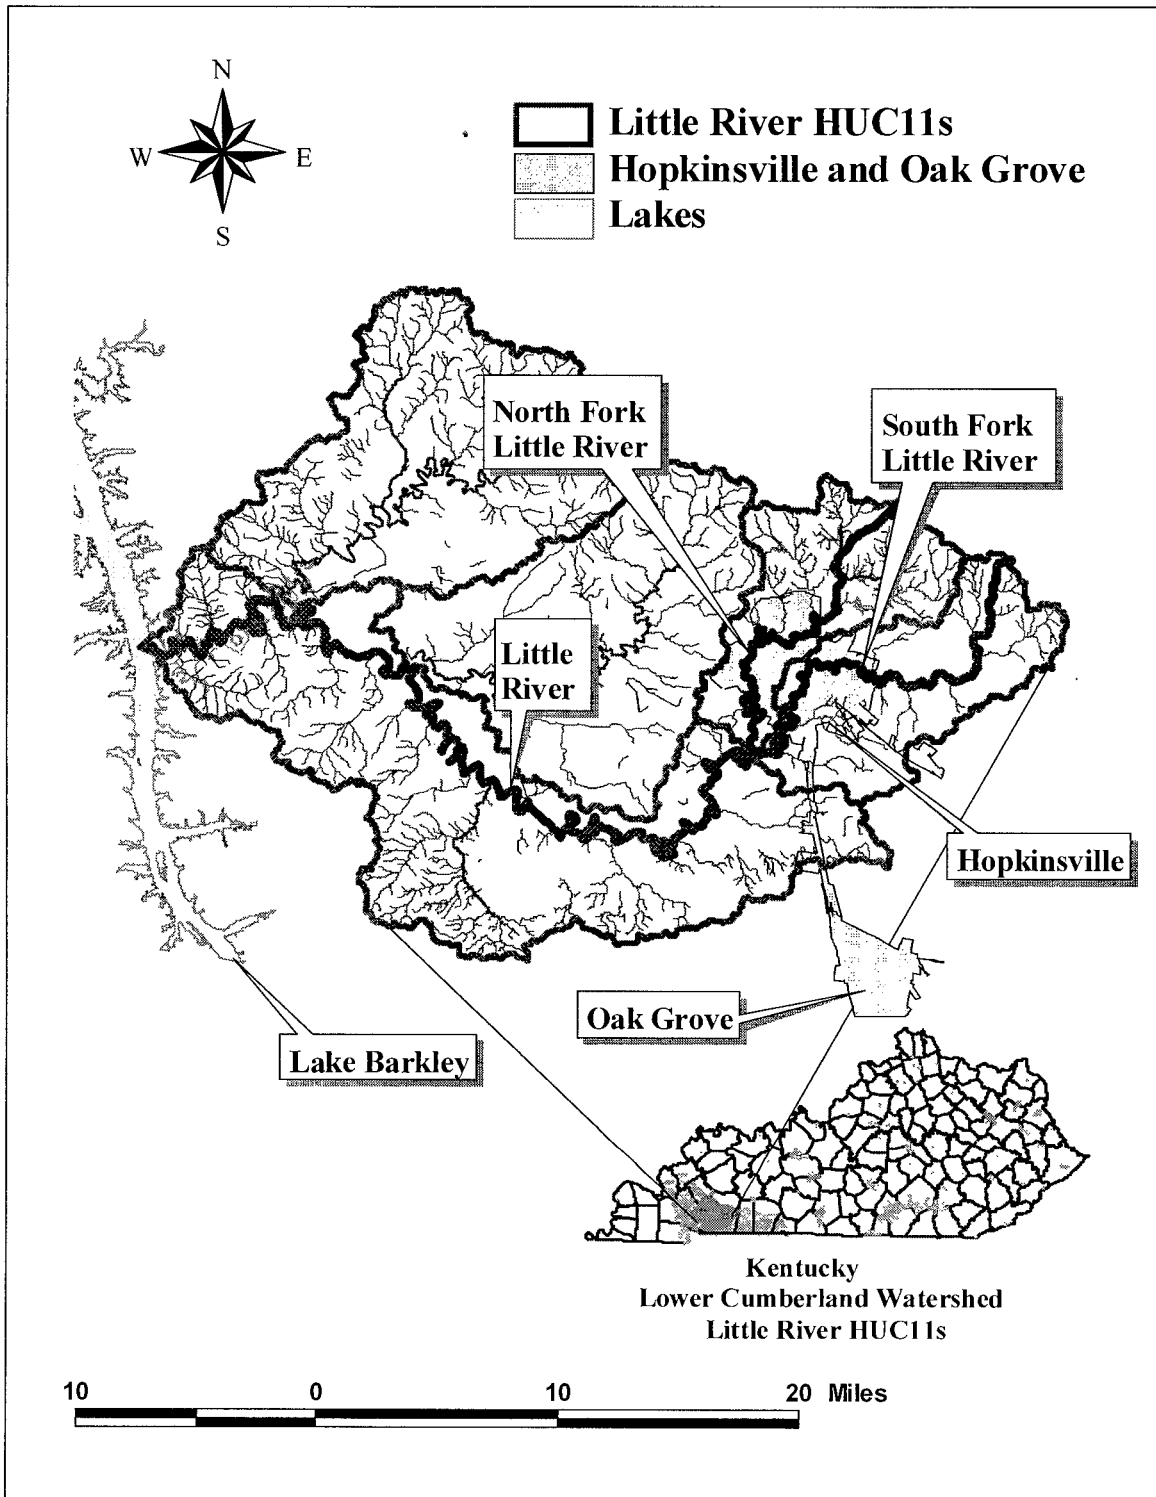 N
W
E
S
Little River HUC11s
Hopkinsville and Oak Grove
Lakes
North Fork
Little River
South Fork
Little River
Little
River
Hopkinsville
Oak Grove
Lake Barkley
Kentucky
Lower Cumberland Watershed
Little River HUC11s
10 0 10 20 Miles